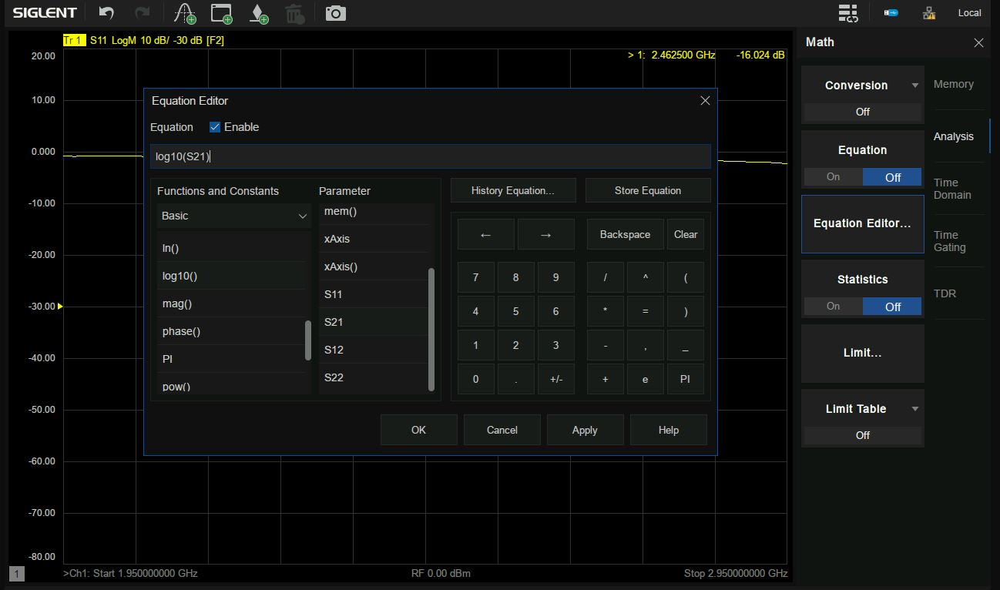 SIGLENT
Local
Tr 1 S11 LogM 10 dB/ -30 dB [F2]
> 1: 2.462500 GHz -16.024 dB
20.00
10.00
0.000
-10.00
-20.00
-30.00
-40.00
-50.00
-60.00
-70.00
-80.00
Equation Editor
Equation Enable
log10(S21)
Functions and Constants
Basic
ln()
log10()
mag()
phase()
PI
pow()
Parameter
mem()
xAxis
xAxis()
S11
S21
S12
S22
History Equation... Store Equation
← → Backspace Clear
7 8 9 / ^ (
4 5 6 * = )
1 2 3 - , _
0 . +/- + e PI
OK Cancel Apply Help
1 >Ch1: Start 1.950000000 GHz RF 0.00 dBm Stop 2.950000000 GHz
Math
Conversion
Off
Equation
On Off
Equation Editor...
Statistics
On Off
Limit...
Limit Table
Off
Memory
Analysis
Time
Domain
Time
Gating
TDR